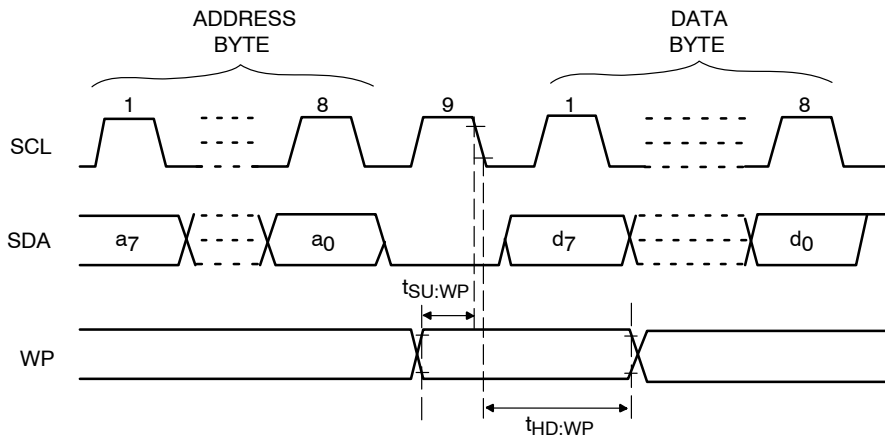 ADDRESS
BYTE
DATA
BYTE
1 8 9 1 8
SCL
SDA a7 a0 d7 d0
tSU:WP
WP
tHD:WP